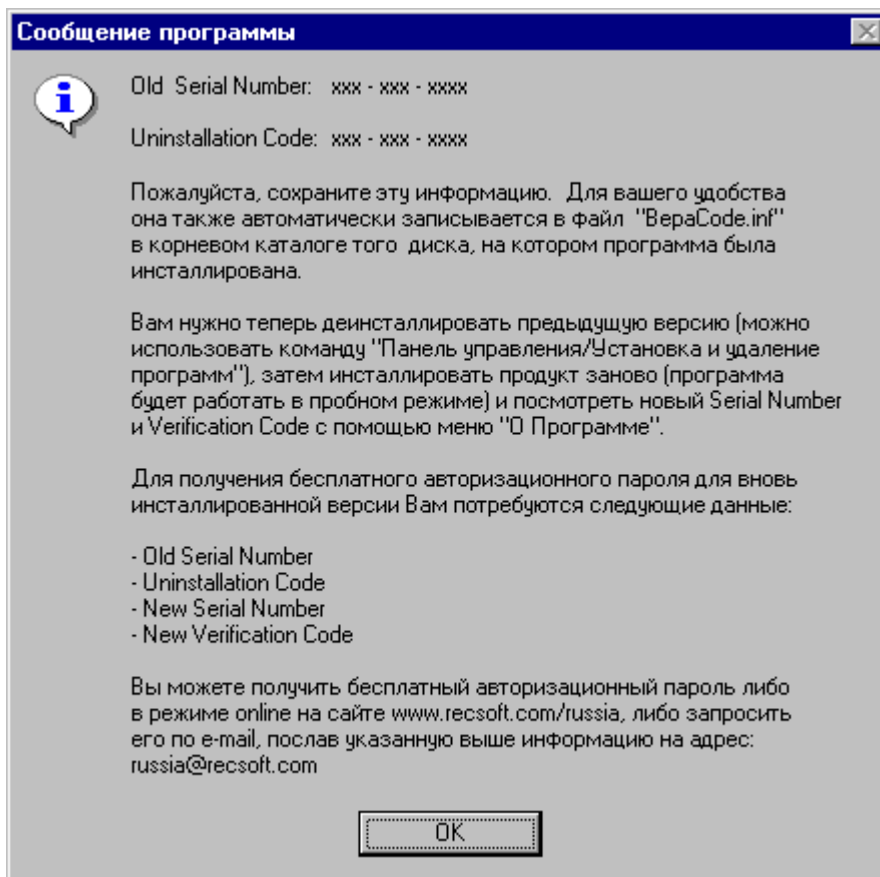 Сообщение программы
Old Serial Number: xxx - xxx - xxxx
Uninstallation Code: xxx - xxx - xxxx
Пожалуйста, сохраните эту информацию. Для вашего удобства
она также автоматически записывается в файл "BepaCode.inf"
в корневом каталоге того диска, на котором программа была
инсталлирована.
Вам нужно теперь деинсталлировать предыдущую версию (можно
использовать команду "Панель управления/Установка и удаление
программ"), затем инсталлировать продукт заново (программа
будет работать в пробном режиме) и посмотреть новый Serial Number
и Verification Code с помощью меню "О Программе".
Для получения бесплатного авторизационного пароля для вновь
инсталлированной версии Вам потребуются следующие данные:
- Old Serial Number
- Uninstallation Code
- New Serial Number
- New Verification Code
Вы можете получить бесплатный авторизационный пароль либо
в режиме online на сайте www.recsoft.com/russia, либо запросить
его по e-mail, послав указанную выше информацию на адрес:
russia@recsoft.com
OK